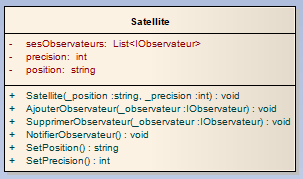 Satellite
- sesObservateurs: List<IObservateur>
- precision: int
- position: string
+ Satellite(_position :string, _precision :int) : void
+ AjouterObservateur(_observateur :IObservateur) : void
+ SupprimerObservateur(_observateur :IObservateur) : void
+ NotifierObservateur() : void
+ SetPosition() : string
+ SetPrecision() : int